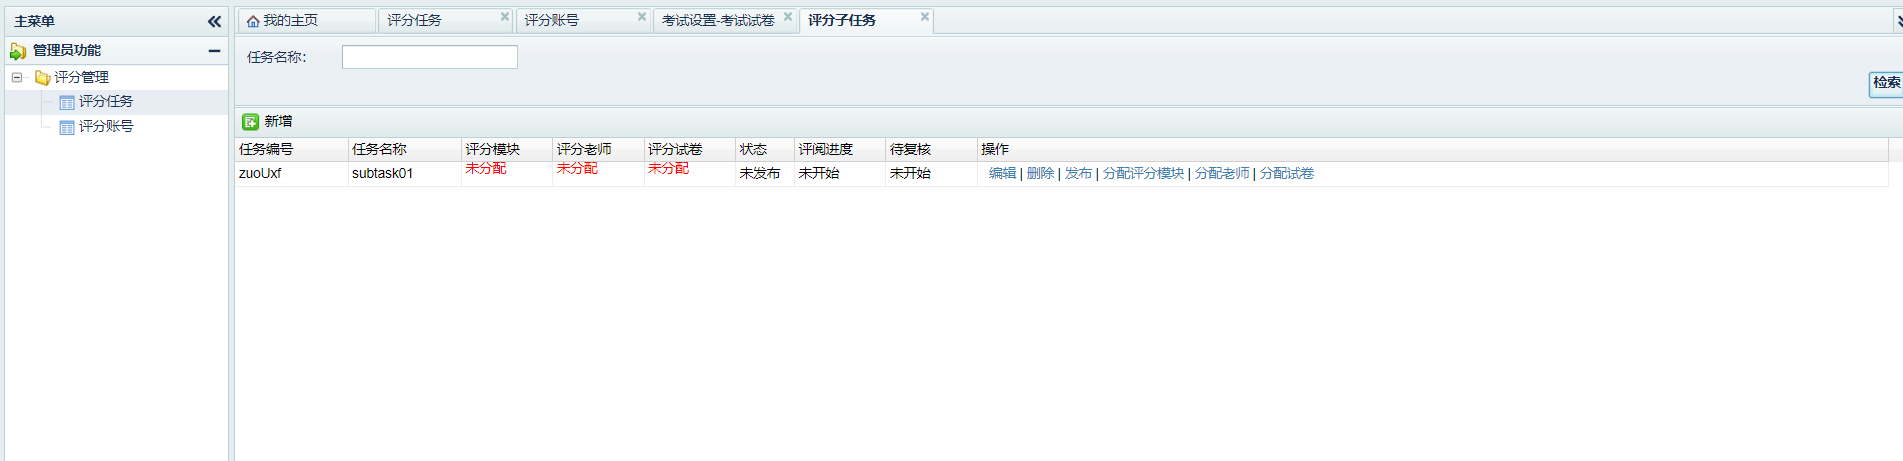 主菜单
管理员功能
评分管理
评分任务
评分账号
我的主页 评分任务 评分账号 考试设置-考试试卷 评分子任务
任务名称：
检索
新增
任务编号 任务名称 评分模块 评分老师 评分试卷 状态 评阅进度 待复核 操作
zuoUxf subtask01 未分配 未分配 未分配 未发布 未开始 未开始 编辑 | 删除 | 发布 | 分配评分模块 | 分配老师 | 分配试卷